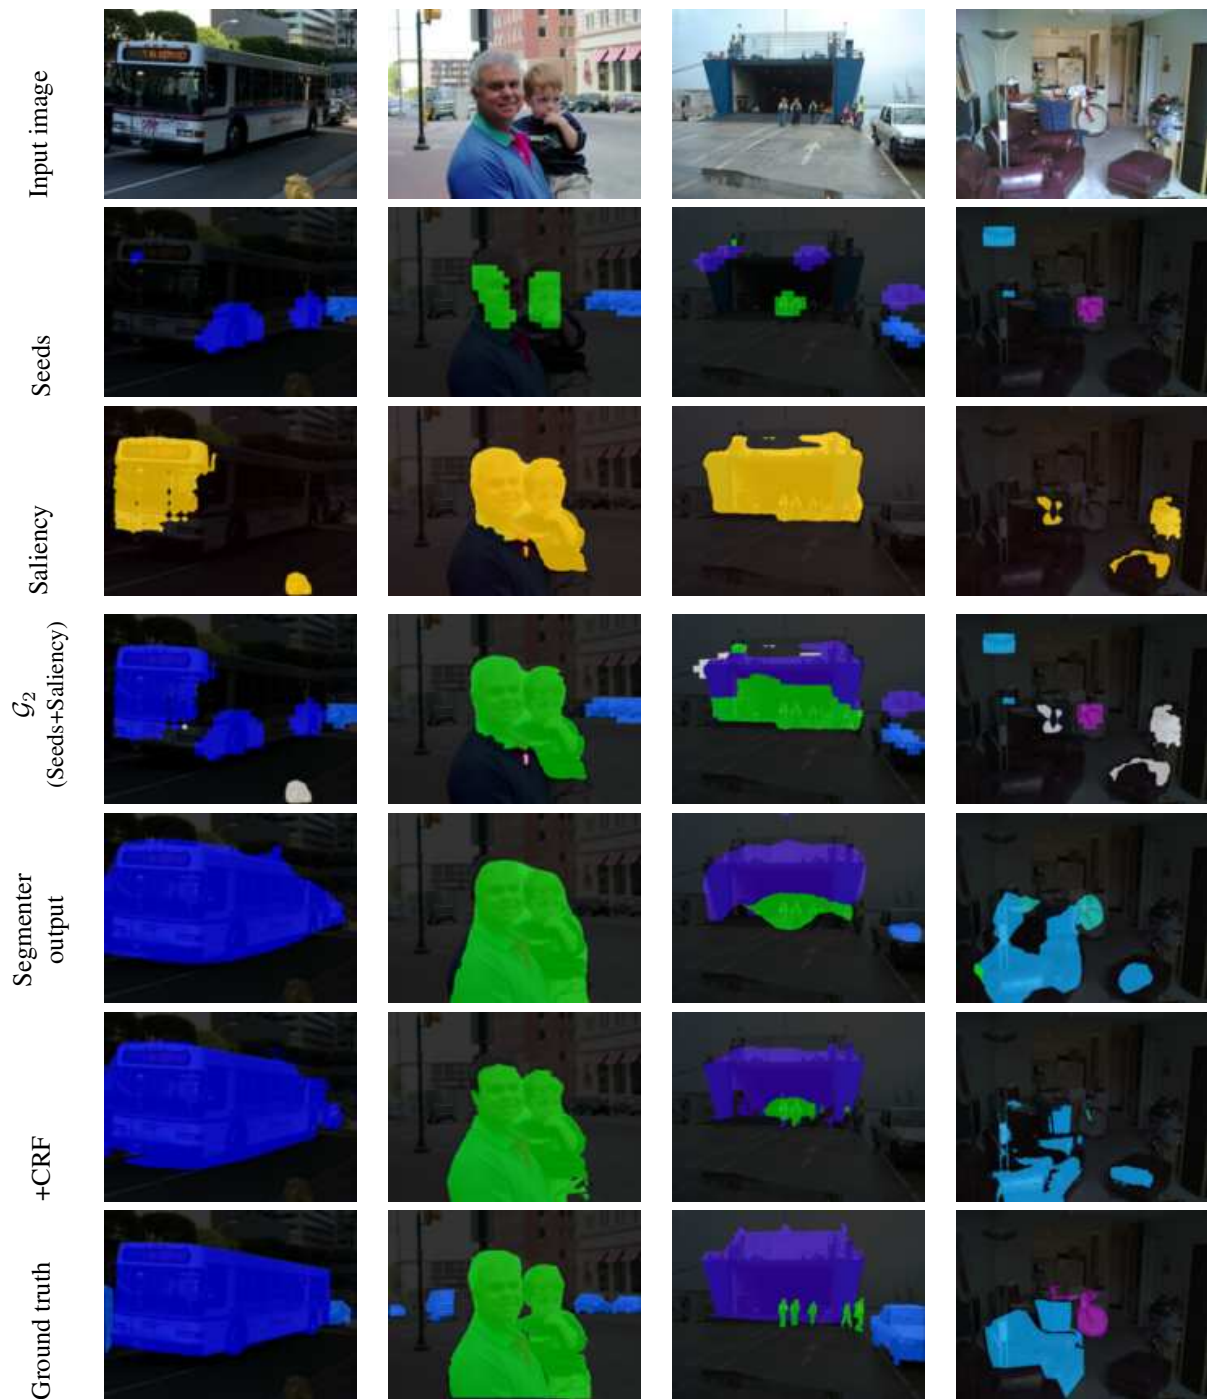 Input image
Seeds
Saliency
𝒢₂
(Seeds+Saliency)
Segmenter
output
+CRF
Ground truth